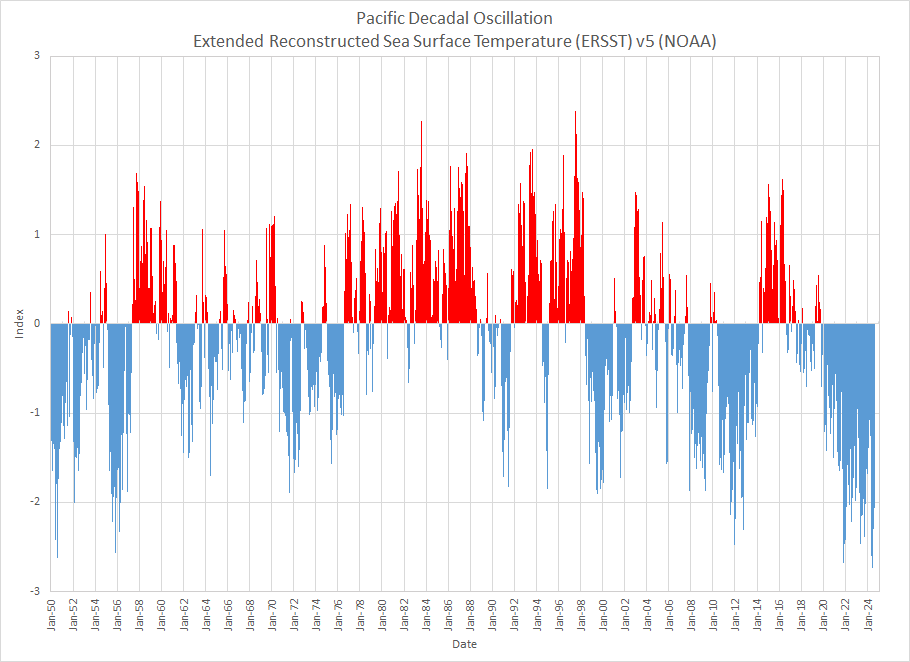 Pacific Decadal Oscillation
Extended Reconstructed Sea Surface Temperature (ERSST) v5 (NOAA)
3
2
1
0
-1
-2
-3
Index
Jan-50
Jan-52
Jan-54
Jan-56
Jan-58
Jan-60
Jan-62
Jan-64
Jan-66
Jan-68
Jan-70
Jan-72
Jan-74
Jan-76
Jan-78
Jan-80
Jan-82
Jan-84
Jan-86
Jan-88
Jan-90
Jan-92
Jan-94
Jan-96
Jan-98
Jan-00
Jan-02
Jan-04
Jan-06
Jan-08
Jan-10
Jan-12
Jan-14
Jan-16
Jan-18
Jan-20
Jan-22
Jan-24
Date